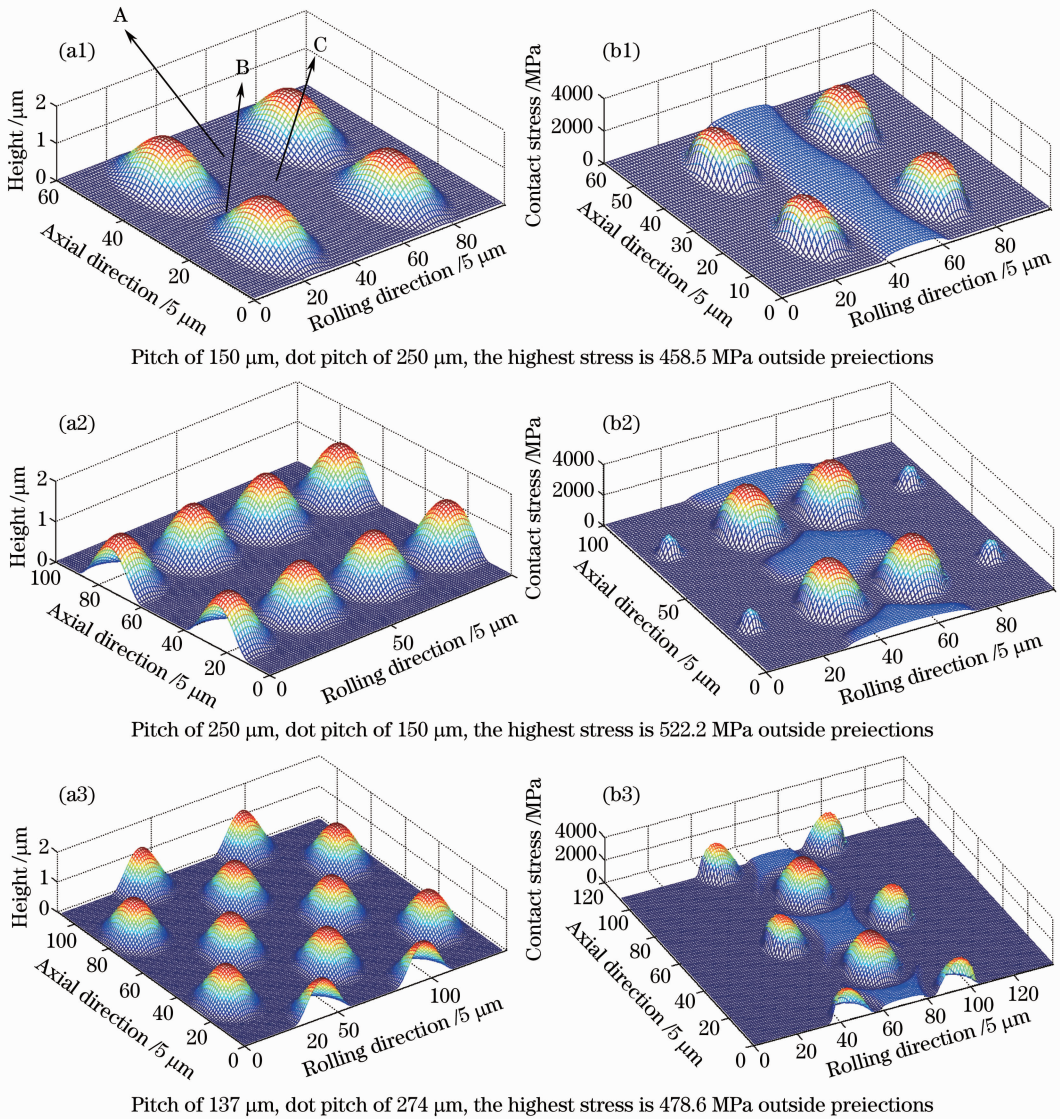 A
(a1)
C
B
Height /μm
2
1
0
60
40
20
0
Axial direction /5 μm
0
20
40
60
80
Rolling direction /5 μm
(b1)
Contact stress /MPa
4000
2000
0
60
50
40
30
20
10
0
Axial direction /5 μm
0
20
40
60
80
Rolling direction /5 μm
Pitch of 150 μm, dot pitch of 250 μm, the highest stress is 458.5 MPa outside preiections
(a2)
Height /μm
2
1
0
100
80
60
40
20
0
Axial direction /5 μm
0
50
Rolling direction /5 μm
(b2)
Contact stress /MPa
4000
2000
0
100
50
0
Axial direction /5 μm
0
20
40
60
80
Rolling direction /5 μm
Pitch of 250 μm, dot pitch of 150 μm, the highest stress is 522.2 MPa outside preiections
(a3)
Height /μm
2
1
0
100
80
60
40
20
0
Axial direction /5 μm
0
50
100
Rolling direction /5 μm
(b3)
Contact stress /MPa
4000
2000
0
120
100
80
60
40
20
0
Axial direction /5 μm
0
20
40
60
80
100
120
Rolling direction /5 μm
Pitch of 137 μm, dot pitch of 274 μm, the highest stress is 478.6 MPa outside preiections